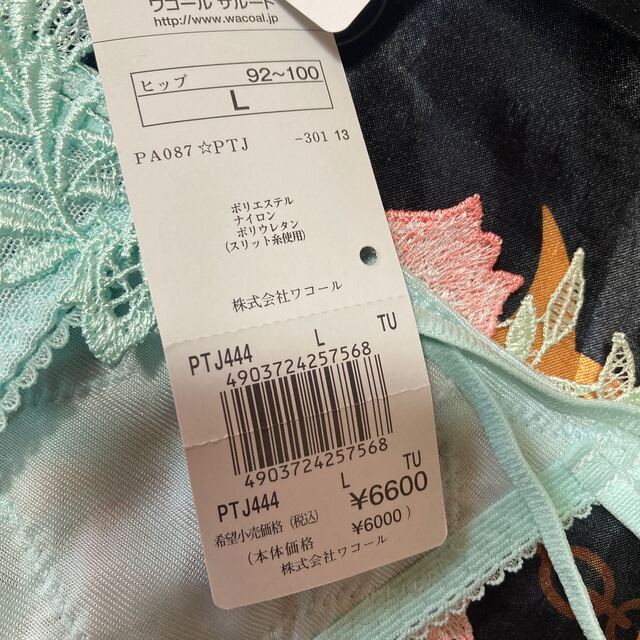 ワコール サルート
http://www.wacoal.jp
ヒップ 92~100
L
PA087☆PTJ -301 13
ポリエステル
ナイロン
ポリウレタン
(スリット糸使用)
株式会社ワコール
PTJ444 L TU
4903724257568
4903724257568
PTJ444 L TU
希望小売価格(税込) ¥6600
(本体価格 ¥6000)
株式会社ワコール